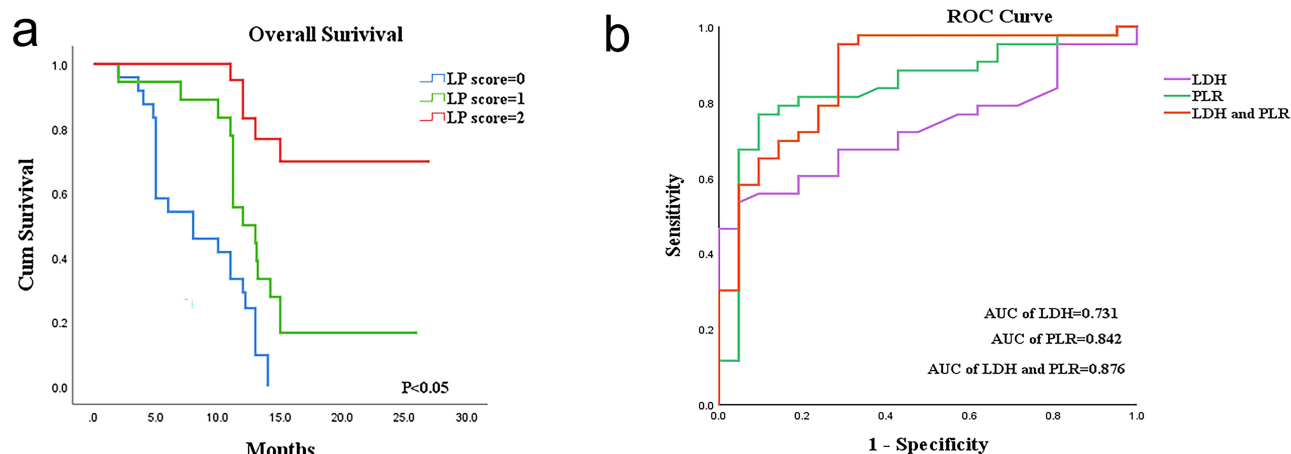 a
Overall Surivival
LP score=0
LP score=1
LP score=2
Cum Surivival
1.0
0.8
0.6
0.4
0.2
0.0
P<0.05
.0 5.0 10.0 15.0 20.0 25.0 30.0
Months
b
ROC Curve
LDH
PLR
LDH and PLR
Sensitivity
1.0
0.8
0.6
0.4
0.2
0.0
AUC of LDH=0.731
AUC of PLR=0.842
AUC of LDH and PLR=0.876
0.0 0.2 0.4 0.6 0.8 1.0
1 - Specificity